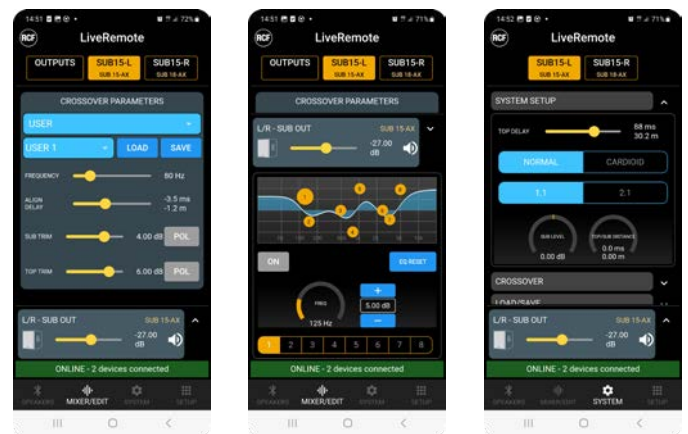 14:51
72%
RCF
LiveRemote
OUTPUTS
SUB15-L
SUB 15-AX
SUB15-R
SUB 18-AX
CROSSOVER PARAMETERS
USER
USER 1
LOAD
SAVE
FREQUENCY
80 Hz
ALIGN DELAY
-3.5 ms
-1.2 m
SUB TRIM
4.00 dB
POL
TOP TRIM
6.00 dB
POL
L/R - SUB OUT
SUB 15-AX
-27.00
dB
ONLINE - 2 devices connected
SPEAKERS
MIXER/EDIT
SYSTEM
SETUP
14:51
71%
RCF
LiveRemote
OUTPUTS
SUB15-L
SUB 15-AX
SUB15-R
SUB 18-AX
CROSSOVER PARAMETERS
L/R - SUB OUT
SUB 15-AX
-27.00
dB
ON
EQ RESET
FREQ
125 Hz
+
5.00 dB
−
1 2 3 4 5 6 7 8
ONLINE - 2 devices connected
SPEAKERS
MIXER/EDIT
SYSTEM
SETUP
14:52
71%
RCF
LiveRemote
SUB15-L
SUB 15-AX
SUB15-R
SUB 18-AX
SYSTEM SETUP
TOP DELAY
88 ms
30.2 m
NORMAL
CARDIOID
1:1
2:1
SUB LEVEL
0.00 dB
TOP/SUB DISTANCE
0.0 ms
0.00 m
CROSSOVER
LOAD/SAVE
L/R - SUB OUT
SUB 15-AX
-27.00
dB
ONLINE - 2 devices connected
SPEAKERS
MIXER/EDIT
SYSTEM
SETUP